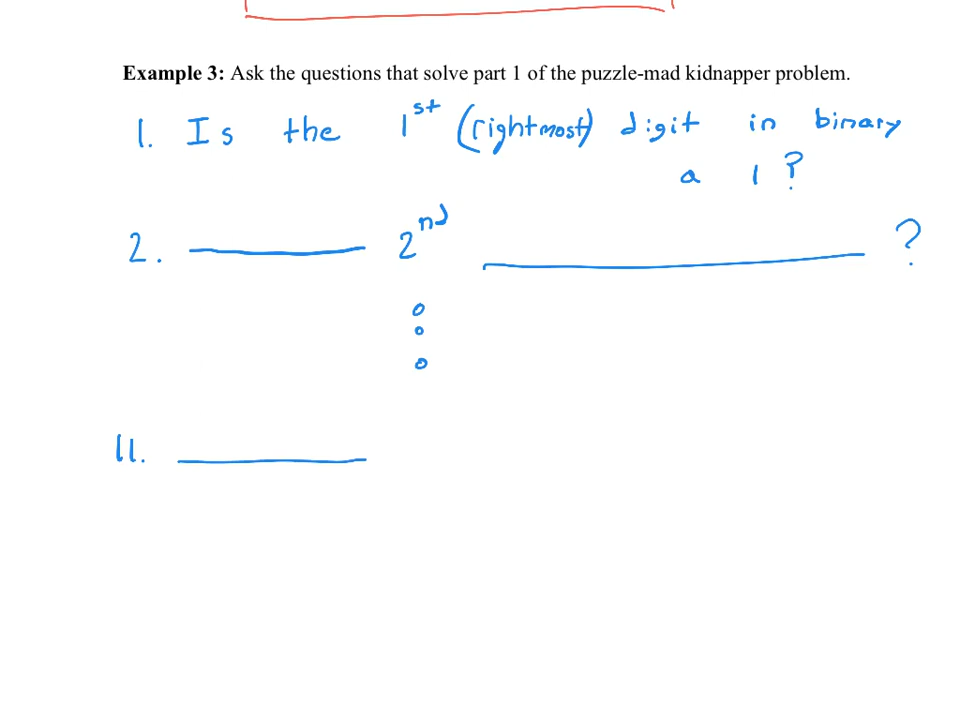 Example 3: Ask the questions that solve part 1 of the puzzle-mad kidnapper problem.
1. Is the 1st (rightmost) digit in binary
a 1?
2. 2nd ?
11.